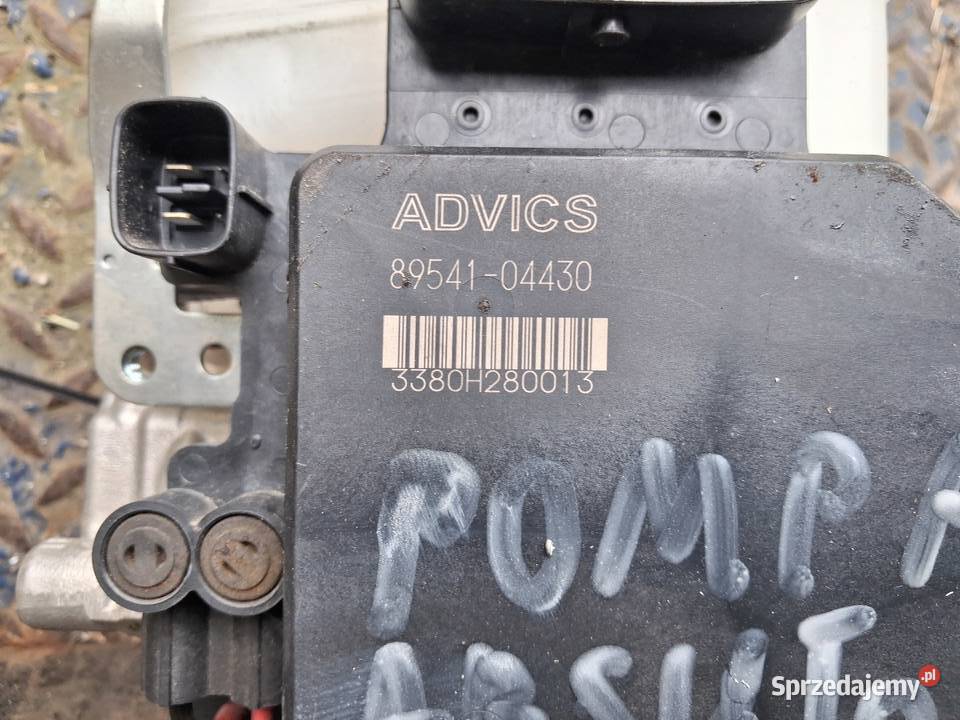 ADVICS
89541-04430
3380H280013
POMPA
Sprzedajemy.pl